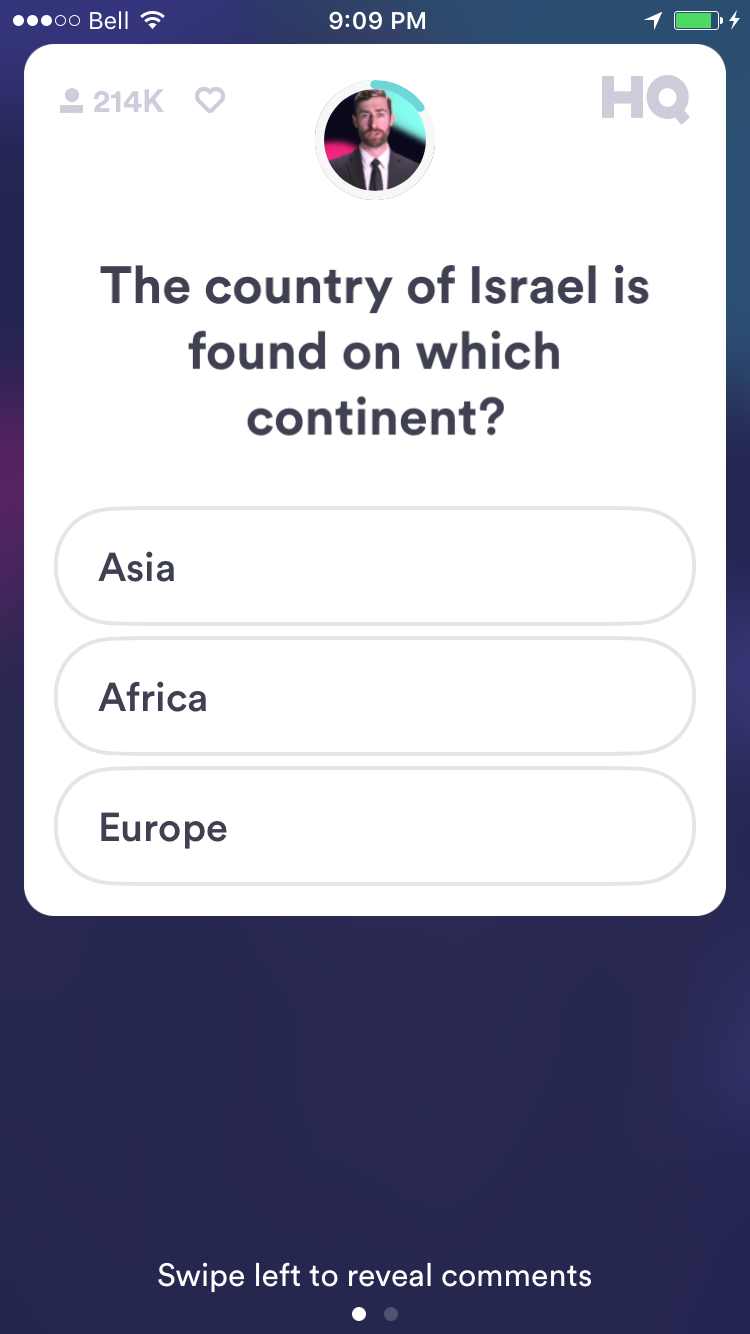 Bell 9:09 PM
214K HQ
The country of Israel is
found on which
continent?
Asia
Africa
Europe
Swipe left to reveal comments